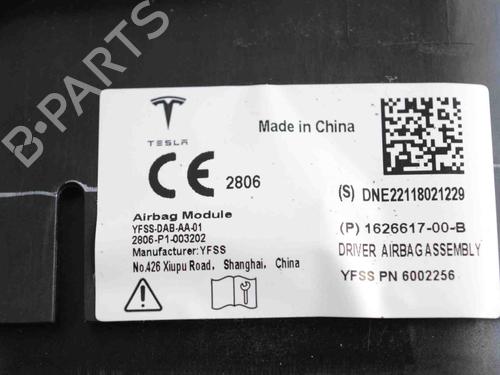 B-PARTS
TESLA
Made in China
CE 2806
(S) DNE22118021229
Airbag Module
YFSS-DAB-AA-01
2806-P1-003202
Manufacturer:YFSS
No.426 Xiupu Road, Shanghai, China
(P) 1626617-00-B
DRIVER AIRBAG ASSEMBLY
YFSS PN 6002256